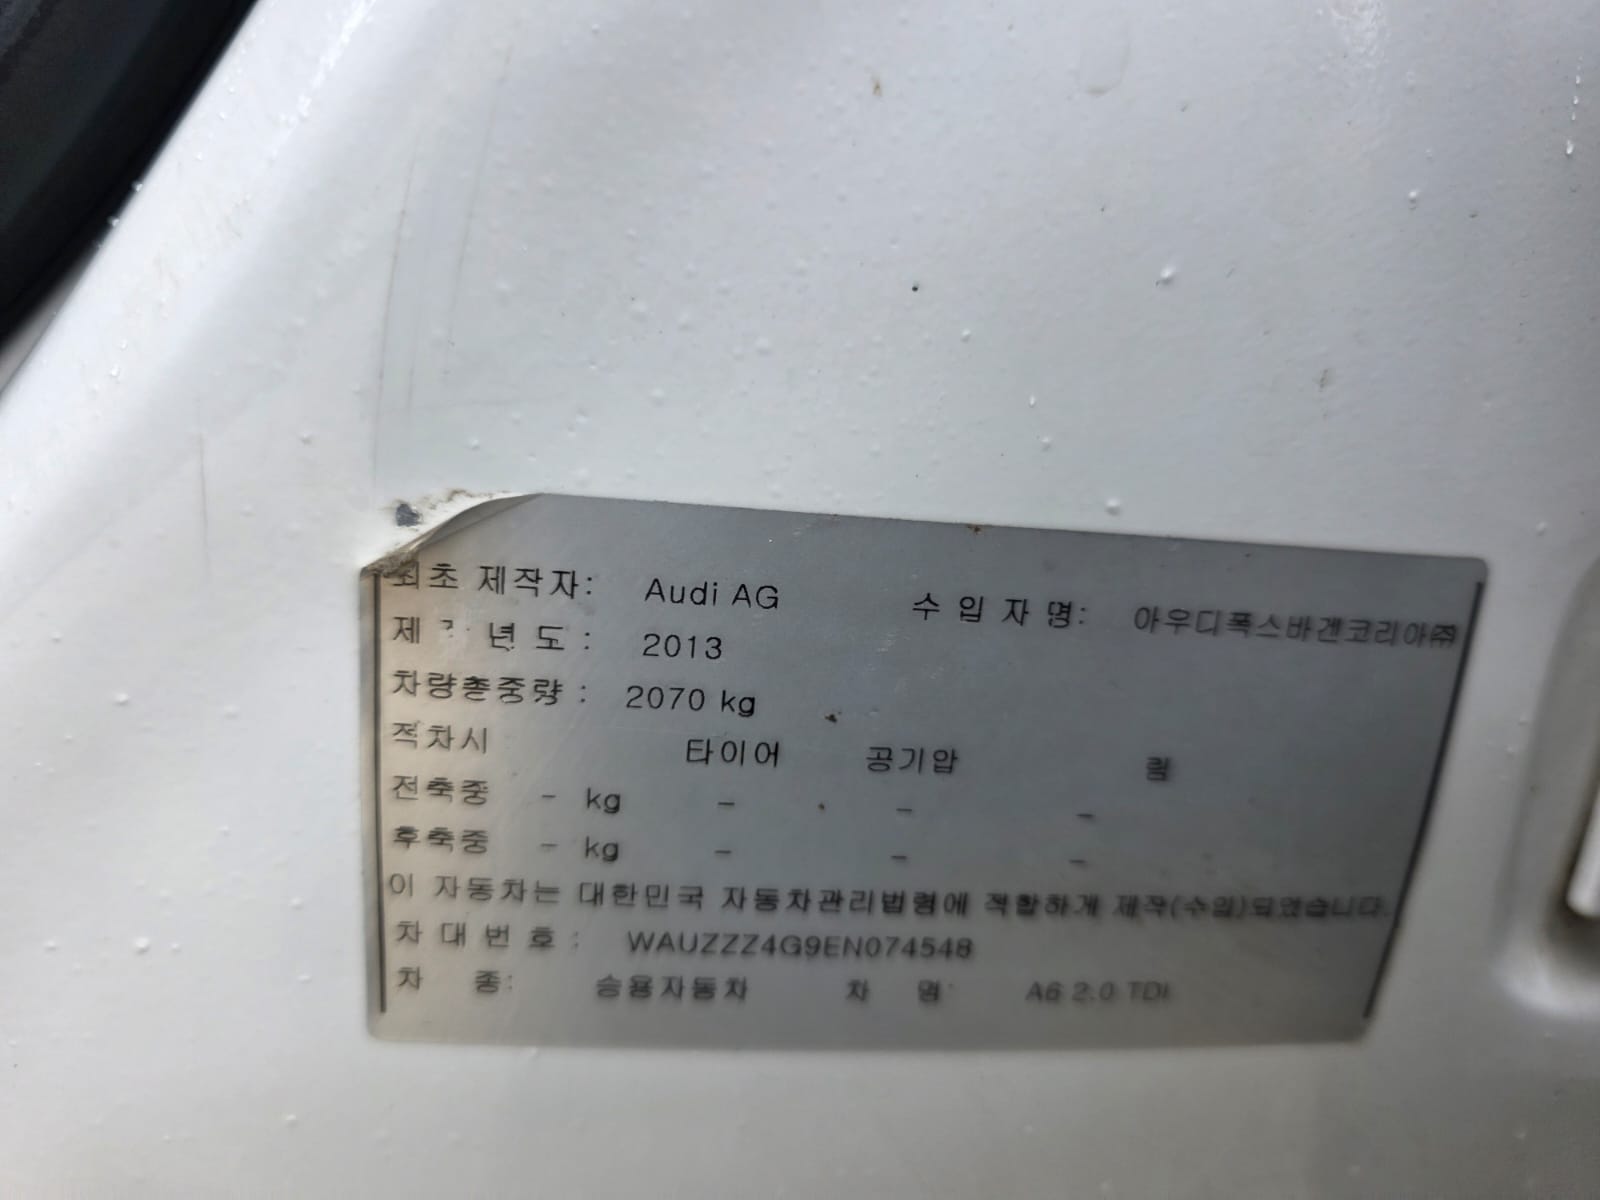 최초 제작자: Audi AG 수 입 자 명: 아우디폭스바겐코리아㈜
제 년 도 : 2013
차량총중량 : 2070 kg
적차시 타이어 공기압 림
전축중 - kg - - -
후축중 - kg - - -
이 자동차는 대한민국 자동차관리법령에 적합하게 제작(수입)되었습니다.
차 대 번 호 : WAUZZZ4G9EN074548
차 종: 승용자동차 차 명: A6 2.0 TDI